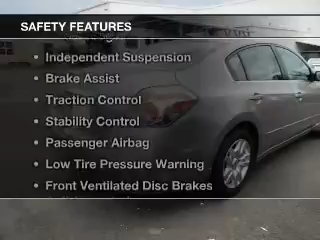 SAFETY FEATURES
• Independent Suspension
• Brake Assist
• Traction Control
• Stability Control
• Passenger Airbag
• Low Tire Pressure Warning
• Front Ventilated Disc Brakes